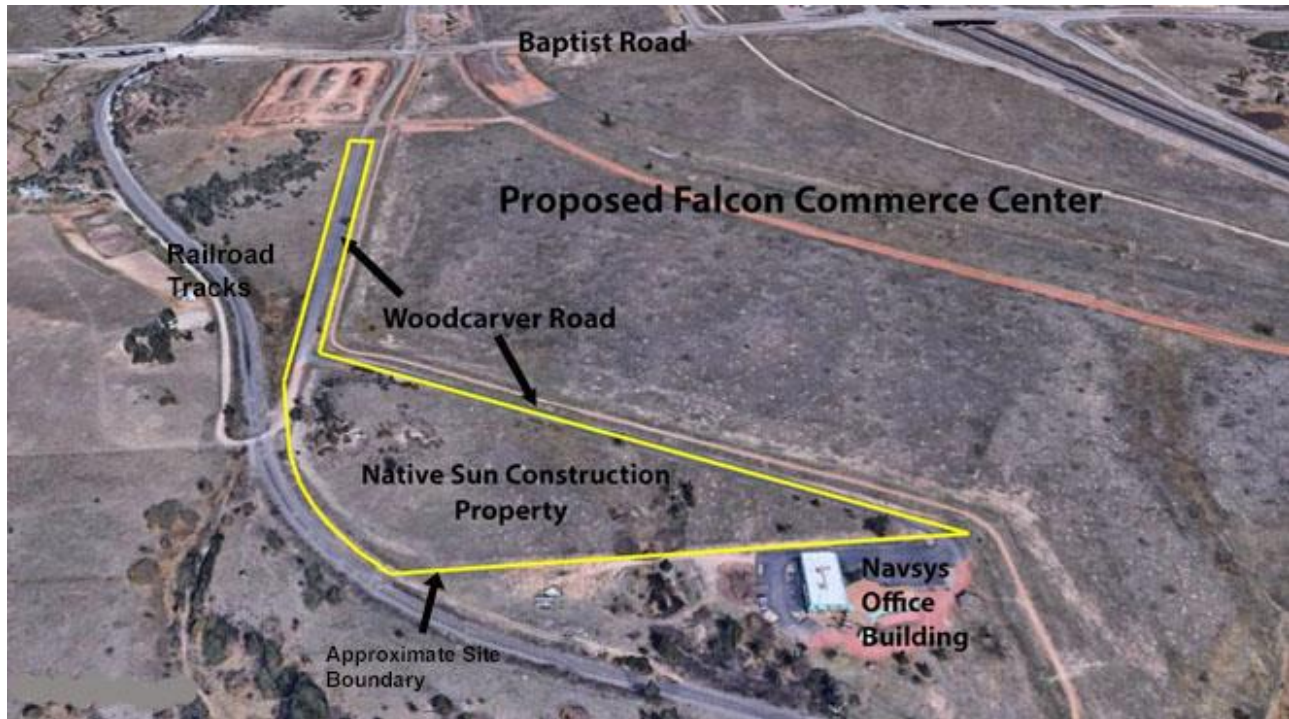 Baptist Road
Proposed Falcon Commerce Center
Railroad
Tracks
Woodcarver Road
Native Sun Construction
Property
Navsys
Office
Building
Approximate Site
Boundary